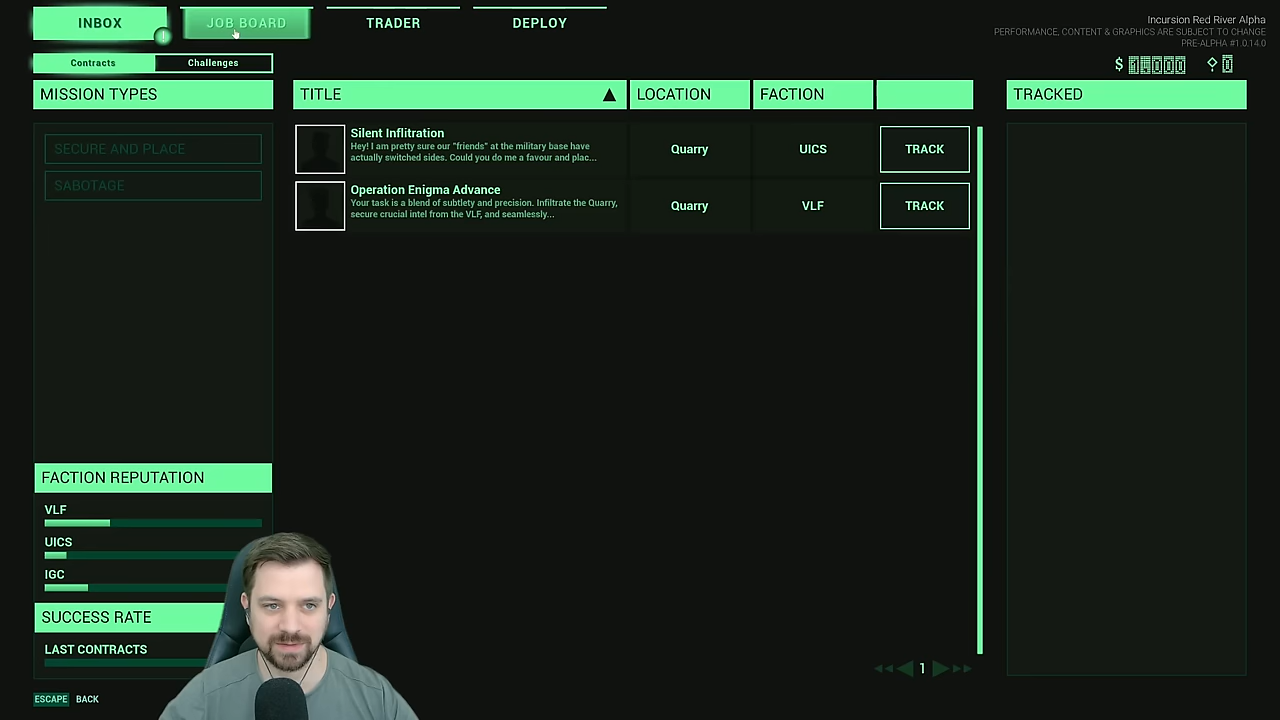 INBOX
JOB BOARD
TRADER
DEPLOY
Incursion Red River Alpha
PERFORMANCE, CONTENT & GRAPHICS ARE SUBJECT TO CHANGE
PRE-ALPHA #1.0.14.0
Contracts
Challenges
$
MISSION TYPES
TITLE
LOCATION
FACTION
TRACKED
SECURE AND PLACE
SABOTAGE
Silent Inflitration
Hey! I am pretty sure our "friends" at the military base have
actually switched sides. Could you do me a favour and plac...
Quarry
UICS
TRACK
Operation Enigma Advance
Your task is a blend of subtlety and precision. Infiltrate the Quarry,
secure crucial intel from the VLF, and seamlessly...
Quarry
VLF
TRACK
FACTION REPUTATION
VLF
UICS
IGC
SUCCESS RATE
LAST CONTRACTS
1
ESCAPE
BACK